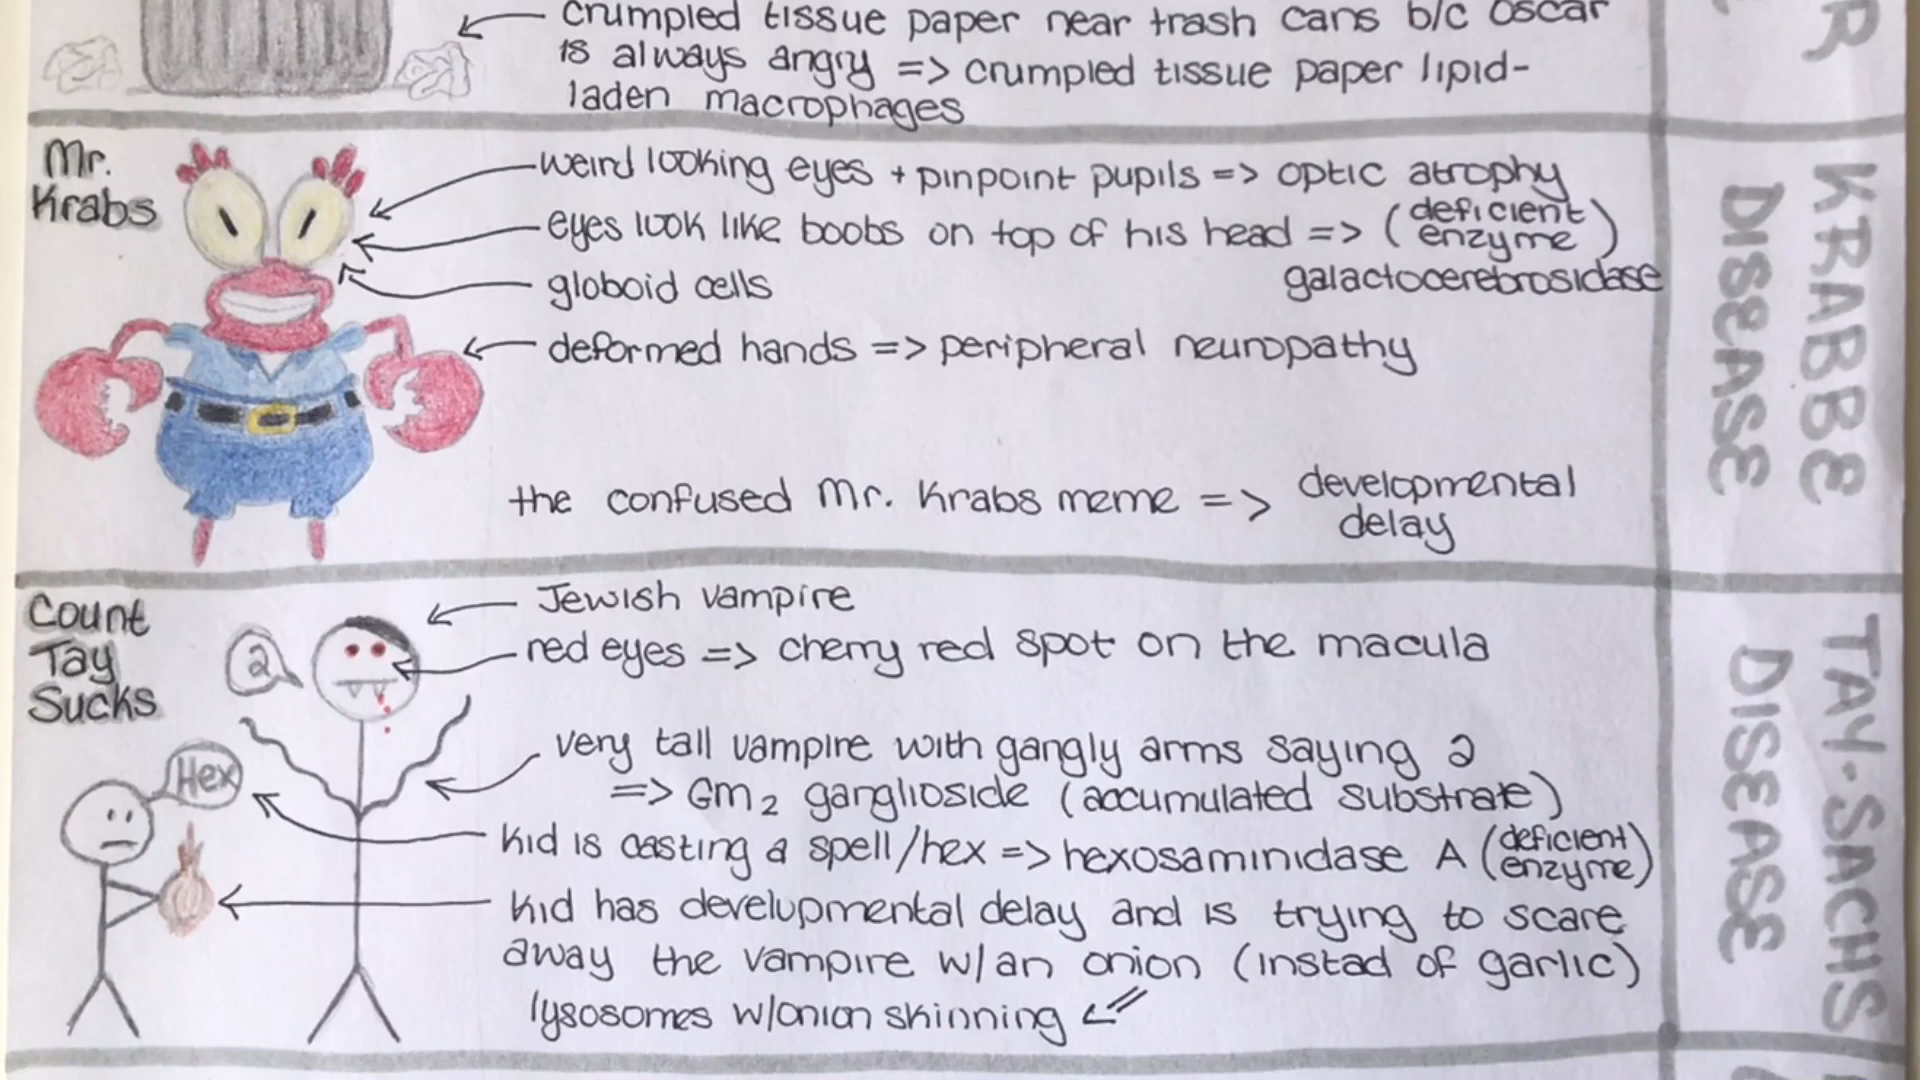 crumpled tissue paper near trash cans b/c Oscar
is always angry => crumpled tissue paper lipid-
laden macrophages
R
Mr.
Krabs
weird looking eyes + pinpoint pupils => optic atrophy
eyes look like boobs on top of his head => (deficient enzyme)
galactocerebrosidase
globoid cells
deformed hands => peripheral neuropathy
the confused Mr. Krabs meme => developmental
delay
KRABBE
DISEASE
Count
Tay
Sucks
2
Hex
Jewish vampire
red eyes => cherry red spot on the macula
very tall vampire with gangly arms saying 2
=> GM2 ganglioside (accumulated substrate)
kid is casting a spell/hex => hexosaminidase A (deficient enzyme)
kid has developmental delay and is trying to scare
away the vampire w/an onion (instad of garlic)
lysosomes w/onion skinning
TAY-SACHS
DISEASE